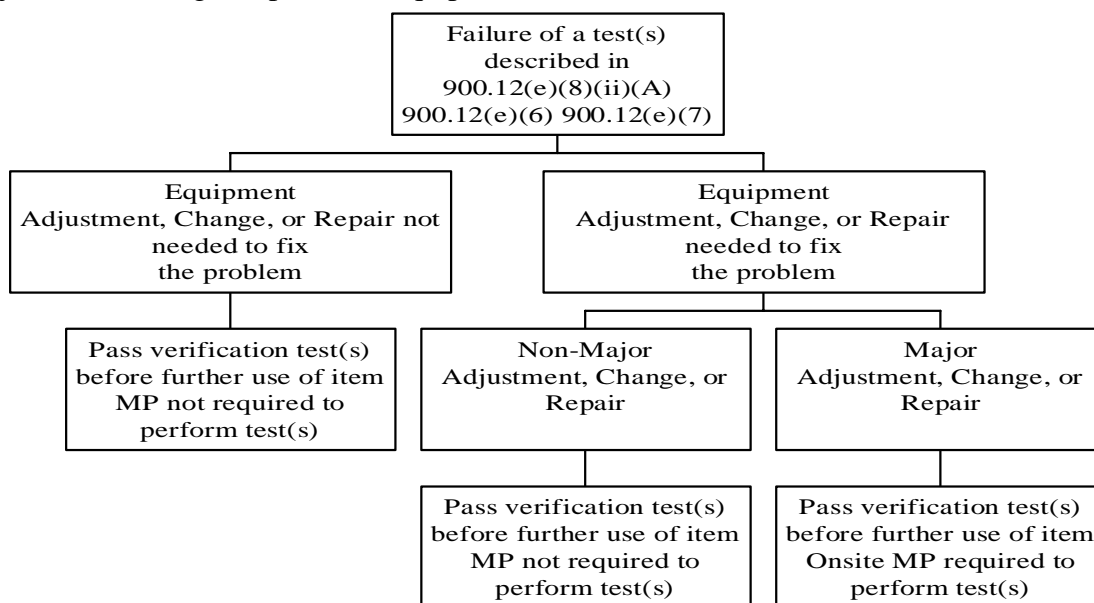 Failure of a test(s)
described in
900.12(e)(8)(ii)(A)
900.12(e)(6) 900.12(e)(7)
Equipment
Adjustment, Change, or Repair not
needed to fix
the problem
Equipment
Adjustment, Change, or Repair
needed to fix
the problem
Pass verification test(s)
before further use of item
MP not required to
perform test(s)
Non-Major
Adjustment, Change, or
Repair
Major
Adjustment, Change, or
Repair
Pass verification test(s)
before further use of item
MP not required to
perform test(s)
Pass verification test(s)
before further use of item
Onsite MP required to
perform test(s)